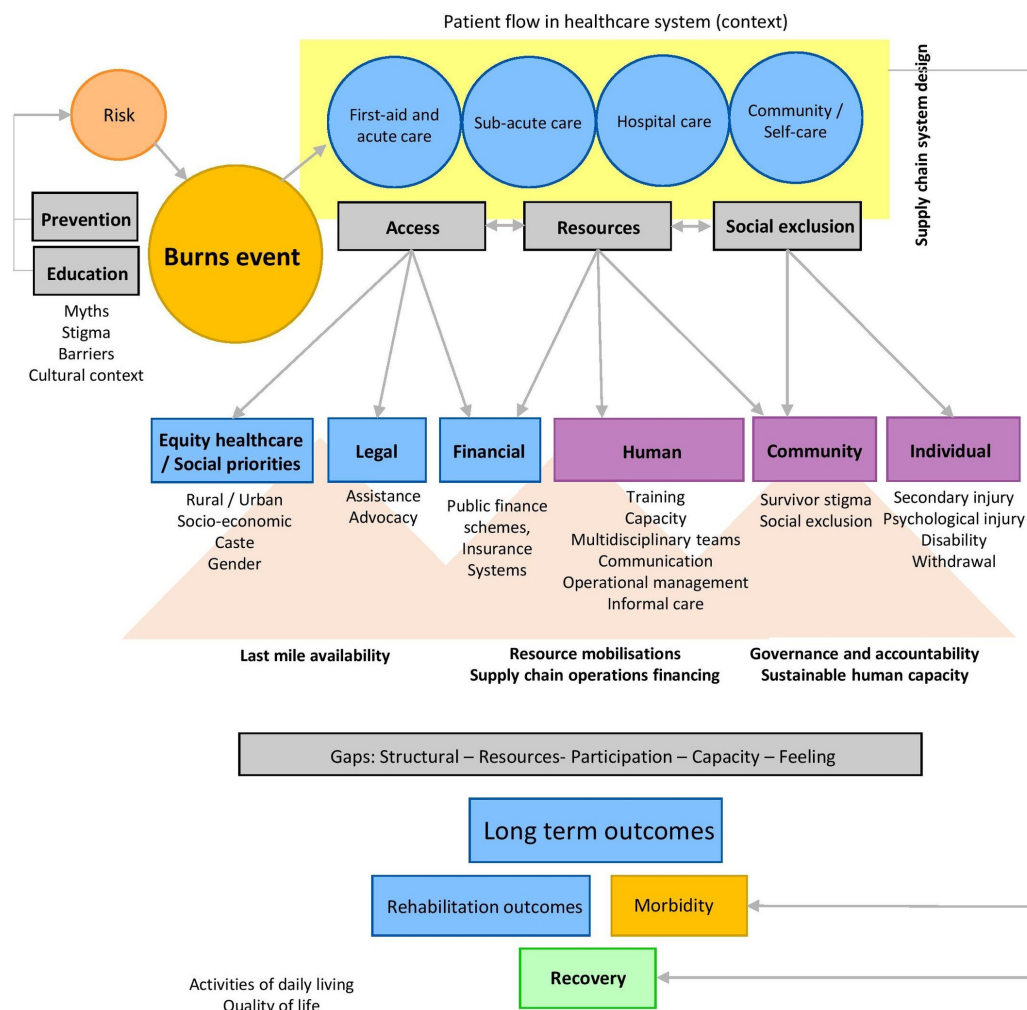 Patient flow in healthcare system (context)
Supply chain system design
Risk
First-aid and
acute care
Sub-acute care
Hospital care
Community /
Self-care
Prevention
Education
Myths
Stigma
Barriers
Cultural context
Burns event
Access
Resources
Social exclusion
Equity healthcare
/ Social priorities
Rural / Urban
Socio-economic
Caste
Gender
Legal
Assistance
Advocacy
Financial
Public finance
schemes,
Insurance
Systems
Human
Training
Capacity
Multidisciplinary teams
Communication
Operational management
Informal care
Community
Survivor stigma
Social exclusion
Individual
Secondary injury
Psychological injury
Disability
Withdrawal
Last mile availability
Resource mobilisations
Supply chain operations financing
Governance and accountability
Sustainable human capacity
Gaps: Structural – Resources- Participation – Capacity – Feeling
Long term outcomes
Rehabilitation outcomes
Morbidity
Recovery
Activities of daily living
Quality of life